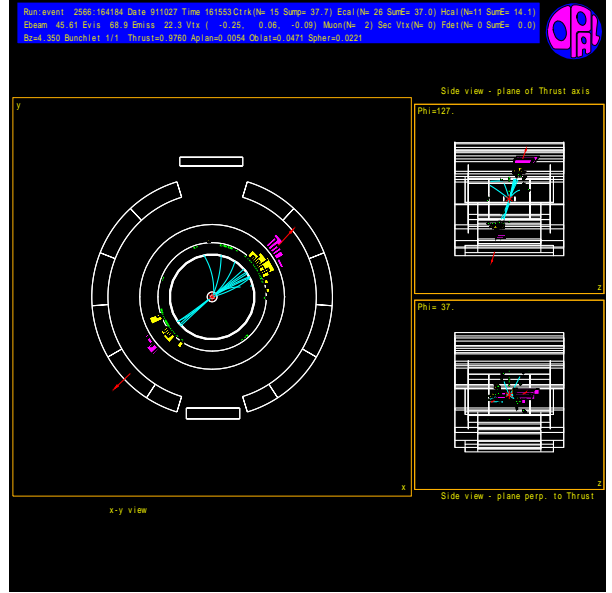 Run:event 2566:164184 Date 911027 Time 161553 Ctrk(N= 15 Sump= 37.7) Ecal(N= 26 SumE= 37.0) Hcal(N=11 SumE= 14.1)
Ebeam 45.61 Evis 68.9 Emiss 22.3 Vtx ( -0.25, 0.06, -0.09) Muon(N= 2) Sec Vtx(N= 0) Fdet(N= 0 SumE= 0.0)
Bz=4.350 Bunchlet 1/1 Thrust=0.9760 Aplan=0.0054 Oblat=0.0471 Spher=0.0221
OPAL
Side view - plane of Thrust axis
y
Phi=127.
z
Phi= 37.
x
z
Side view - plane perp. to Thrust
x-y view